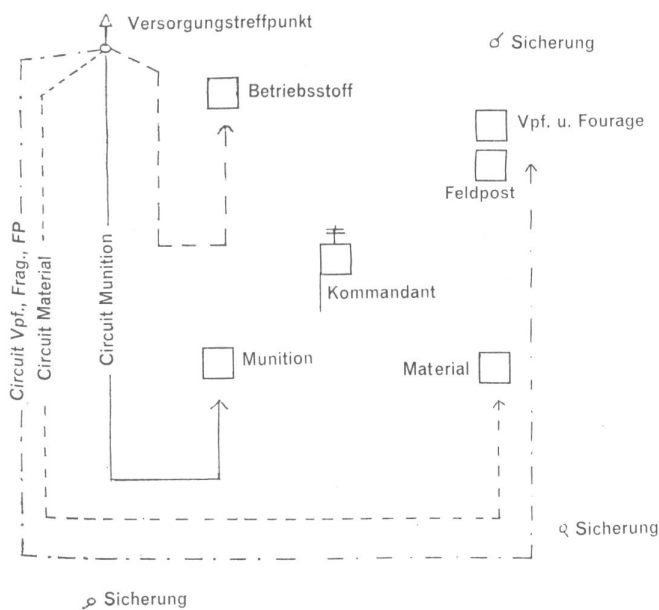 Versorgungstreffpunkt
Sicherung
Betriebsstoff
Vpf. u. Fourage
Feldpost
Circuit Vpf., Frag., FP
Circuit Material
Circuit Munition
Kommandant
Munition
Material
Sicherung
Sicherung